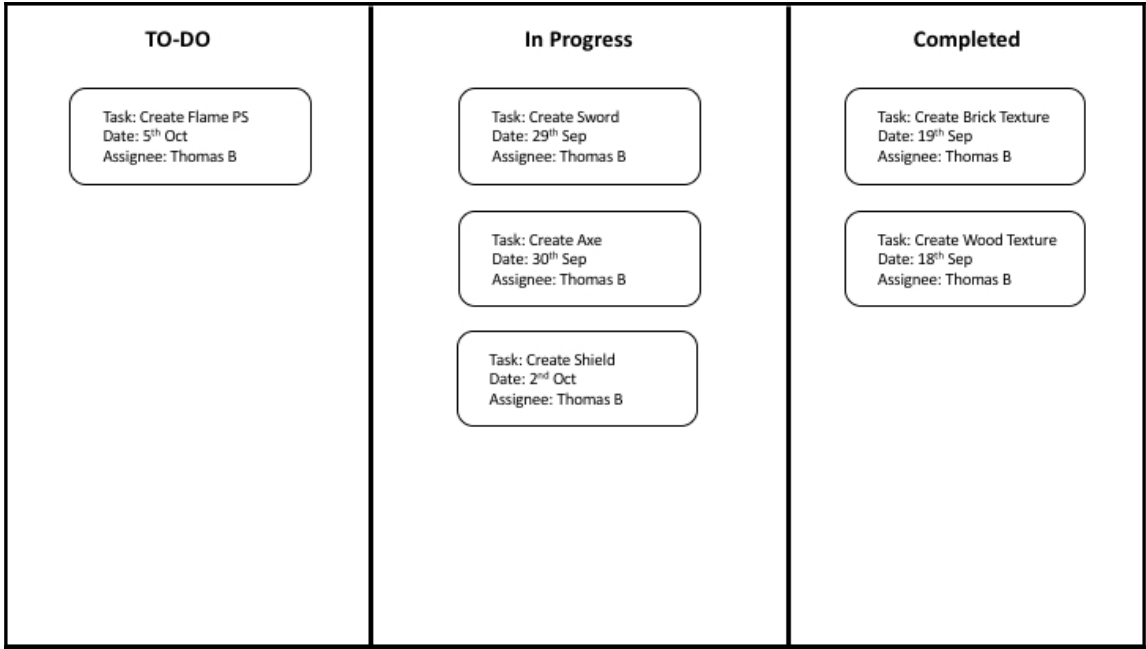 TO-DO
Task: Create Flame PS
Date: 5th Oct
Assignee: Thomas B
In Progress
Task: Create Sword
Date: 29th Sep
Assignee: Thomas B
Task: Create Axe
Date: 30th Sep
Assignee: Thomas B
Task: Create Shield
Date: 2nd Oct
Assignee: Thomas B
Completed
Task: Create Brick Texture
Date: 19th Sep
Assignee: Thomas B
Task: Create Wood Texture
Date: 18th Sep
Assignee: Thomas B